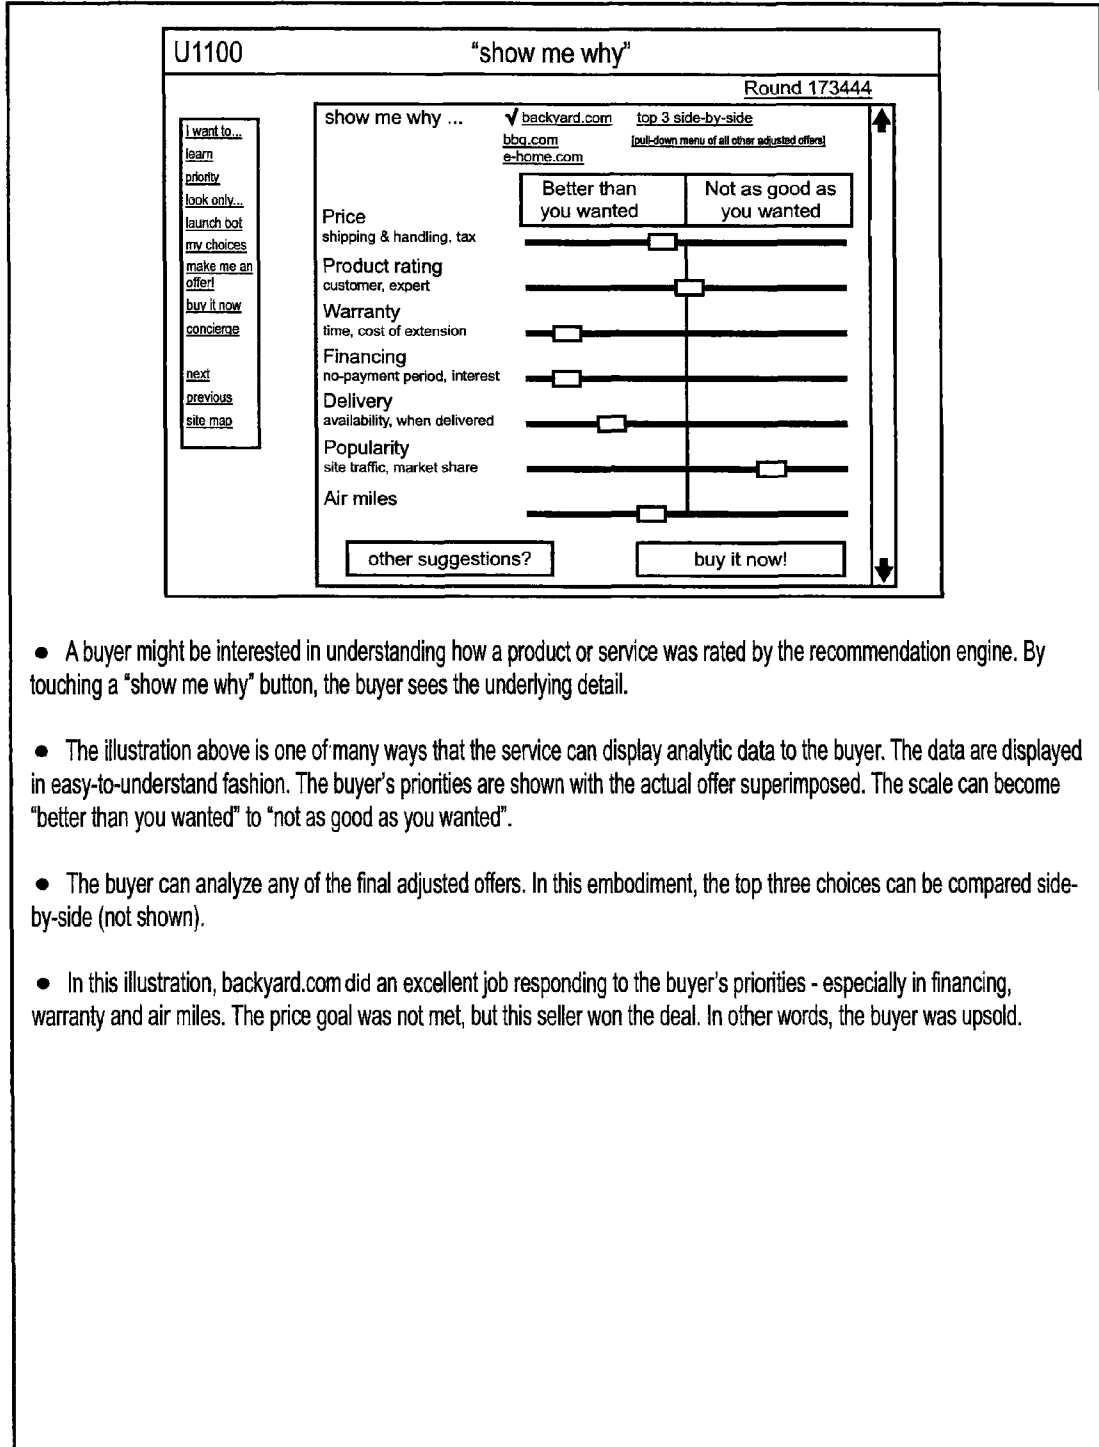 U1100 "show me why"
Round 173444
I want to...
learn
priority
look only...
launch bot
my choices
make me an
offer!
buy it now
concierge
next
previous
site map
show me why ... √ backyard.com top 3 side-by-side
bbq.com [pull-down menu of all other adjusted offers]
e-home.com
Better than Not as good as
you wanted you wanted
Price
shipping & handling, tax
Product rating
customer, expert
Warranty
time, cost of extension
Financing
no-payment period, interest
Delivery
availability, when delivered
Popularity
site traffic, market share
Air miles
other suggestions? buy it now!
● A buyer might be interested in understanding how a product or service was rated by the recommendation engine. By
touching a "show me why" button, the buyer sees the underlying detail.
● The illustration above is one of many ways that the service can display analytic data to the buyer. The data are displayed
in easy-to-understand fashion. The buyer's priorities are shown with the actual offer superimposed. The scale can become
"better than you wanted" to "not as good as you wanted".
● The buyer can analyze any of the final adjusted offers. In this embodiment, the top three choices can be compared side-
by-side (not shown).
● In this illustration, backyard.com did an excellent job responding to the buyer's priorities - especially in financing,
warranty and air miles. The price goal was not met, but this seller won the deal. In other words, the buyer was upsold.